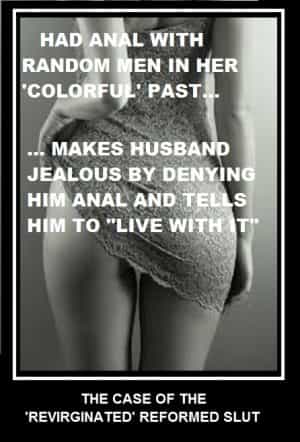 HAD ANAL WITH
RANDOM MEN IN HER
'COLORFUL' PAST...
... MAKES HUSBAND
JEALOUS BY DENYING
HIM ANAL AND TELLS
HIM TO "LIVE WITH IT"
THE CASE OF THE
'REVIRGINATED' REFORMED SLUT